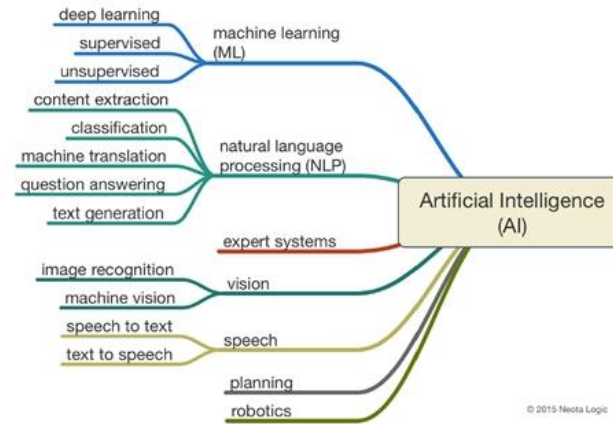 deep learning
supervised
unsupervised
machine learning
(ML)
content extraction
classification
machine translation
question answering
text generation
natural language
processing (NLP)
Artificial Intelligence
(AI)
expert systems
image recognition
machine vision
vision
speech to text
text to speech
speech
planning
robotics
© 2015 Neota Logic